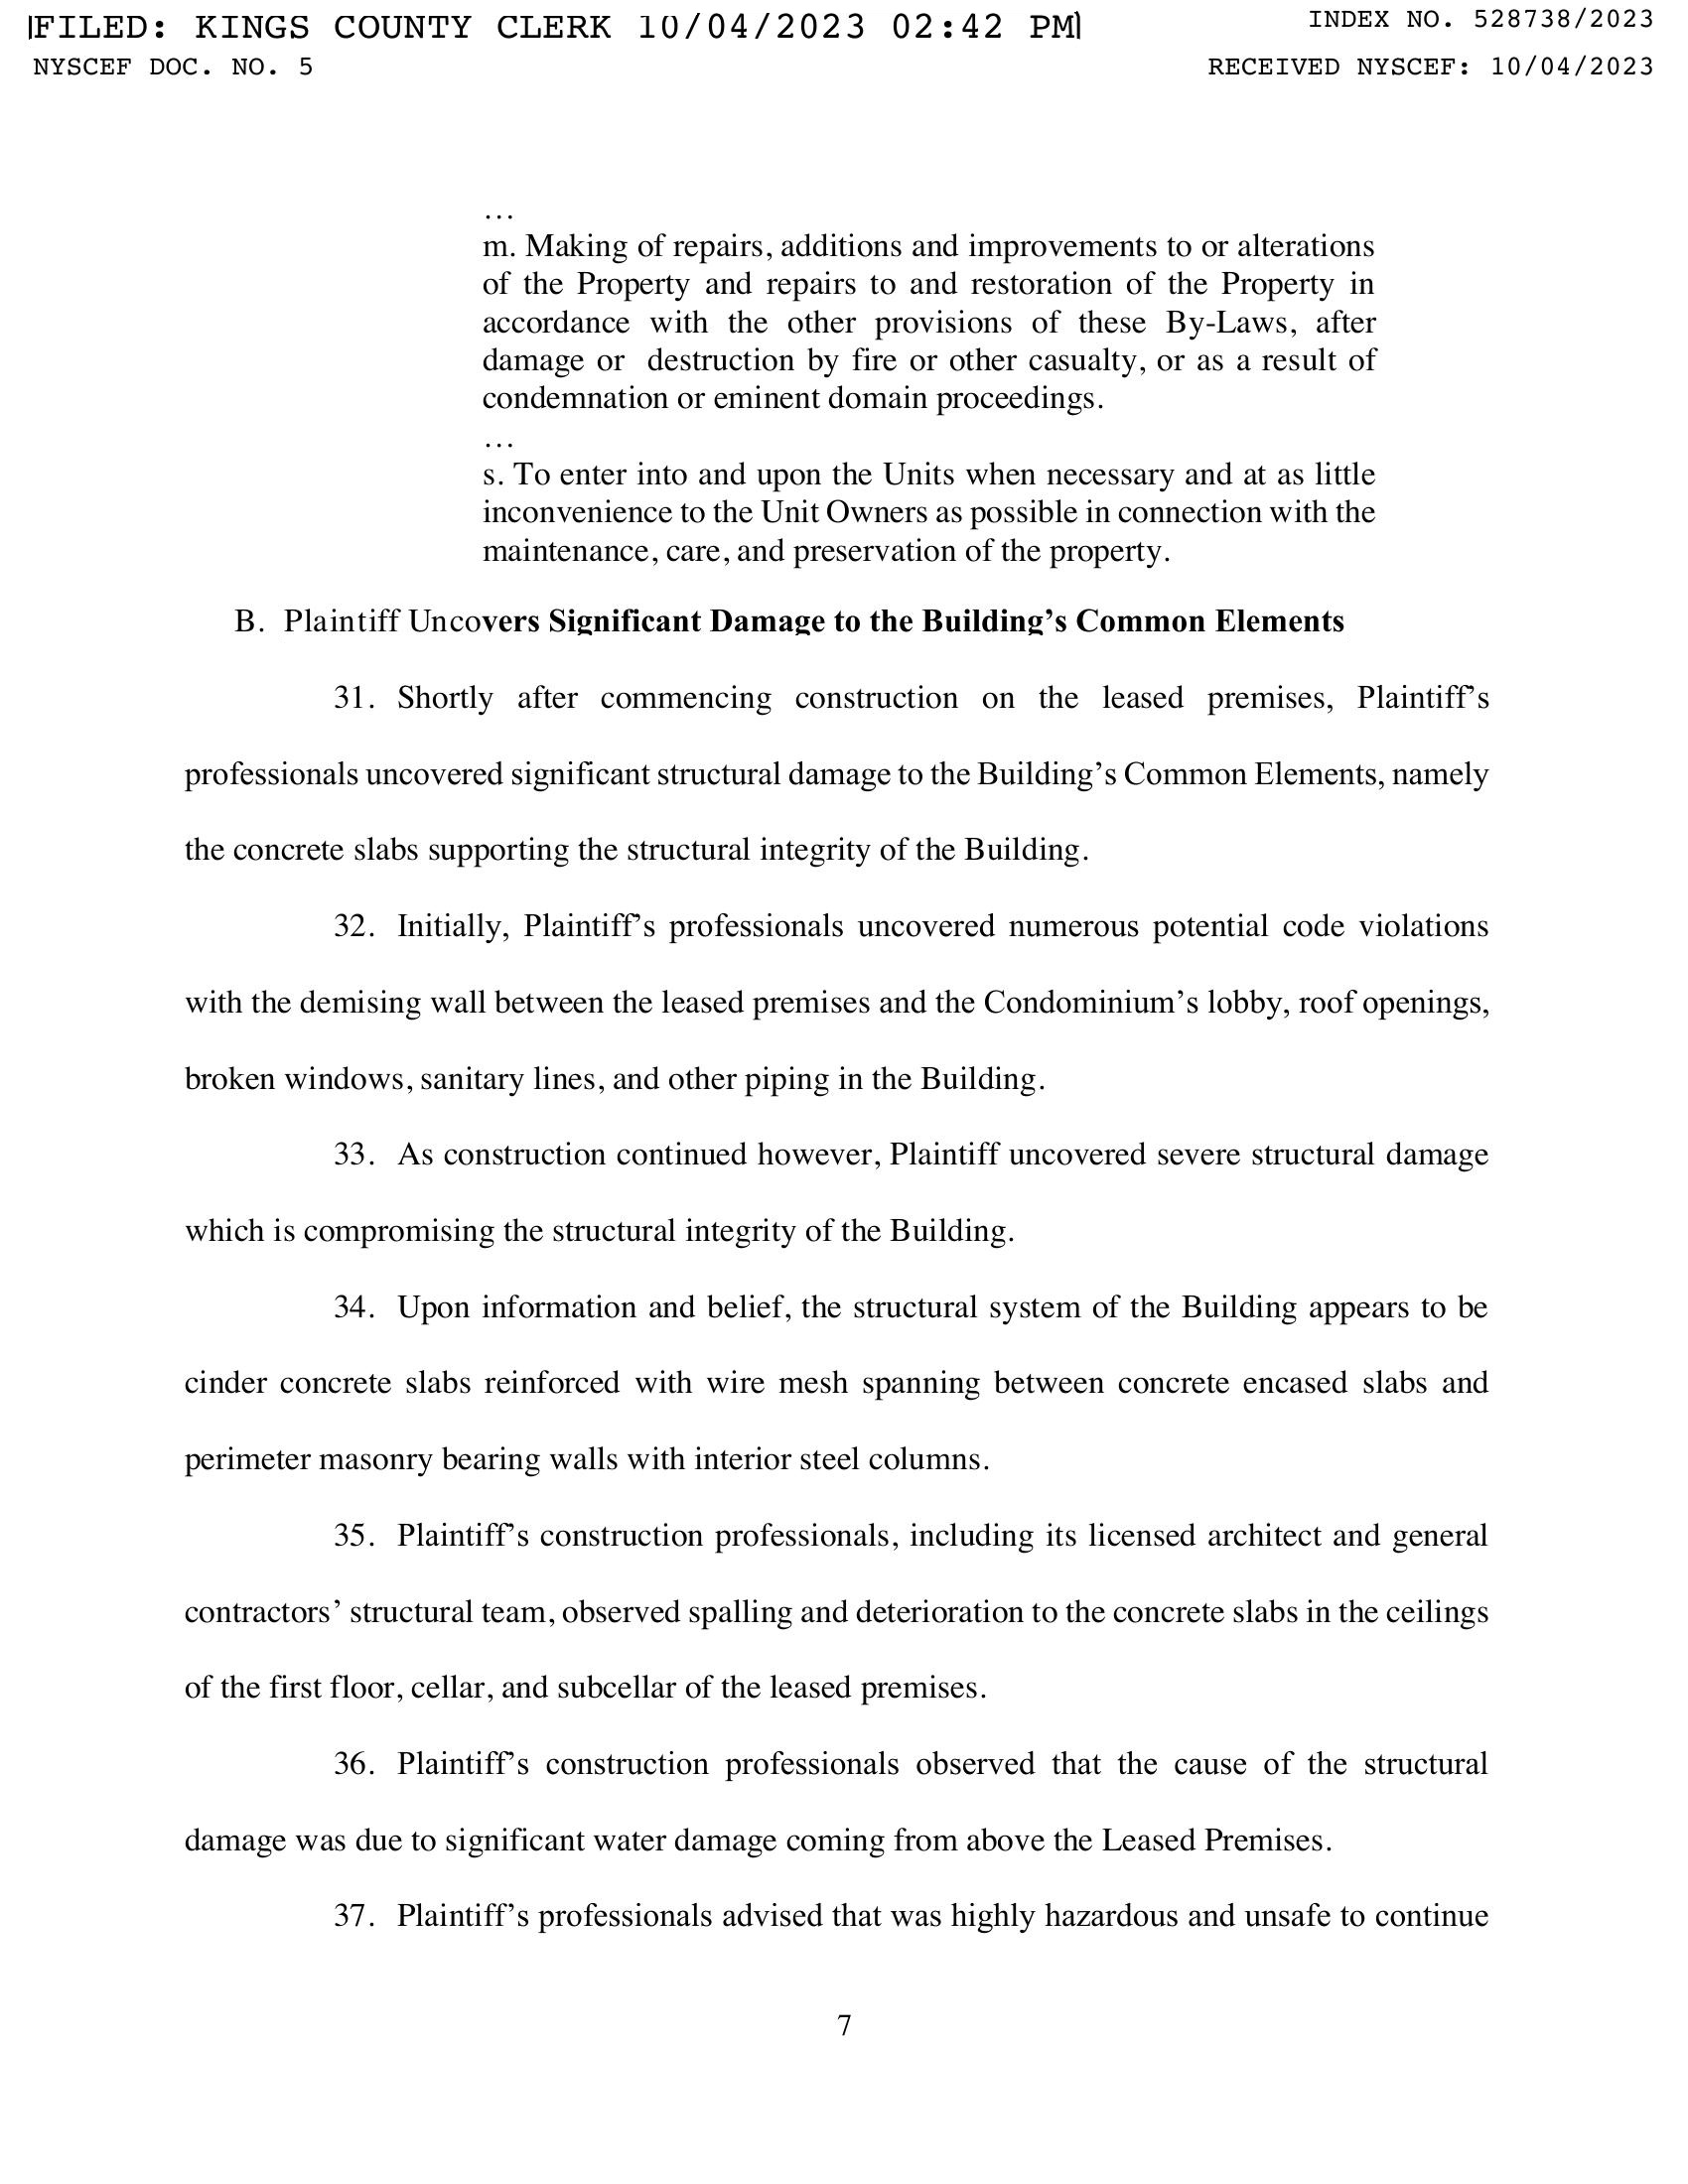 FILED: KINGS COUNTY CLERK 10/04/2023 02:42 PM
INDEX NO. 528738/2023
NYSCEF DOC. NO. 5
RECEIVED NYSCEF: 10/04/2023
…
m. Making of repairs, additions and improvements to or alterations
of the Property and repairs to and restoration of the Property in
accordance with the other provisions of these By-Laws, after
damage or destruction by fire or other casualty, or as a result of
condemnation or eminent domain proceedings.
…
s. To enter into and upon the Units when necessary and at as little
inconvenience to the Unit Owners as possible in connection with the
maintenance, care, and preservation of the property.
B. Plaintiff Uncovers Significant Damage to the Building’s Common Elements
31. Shortly after commencing construction on the leased premises, Plaintiff’s
professionals uncovered significant structural damage to the Building’s Common Elements, namely
the concrete slabs supporting the structural integrity of the Building.
32. Initially, Plaintiff’s professionals uncovered numerous potential code violations
with the demising wall between the leased premises and the Condominium’s lobby, roof openings,
broken windows, sanitary lines, and other piping in the Building.
33. As construction continued however, Plaintiff uncovered severe structural damage
which is compromising the structural integrity of the Building.
34. Upon information and belief, the structural system of the Building appears to be
cinder concrete slabs reinforced with wire mesh spanning between concrete encased slabs and
perimeter masonry bearing walls with interior steel columns.
35. Plaintiff’s construction professionals, including its licensed architect and general
contractors’ structural team, observed spalling and deterioration to the concrete slabs in the ceilings
of the first floor, cellar, and subcellar of the leased premises.
36. Plaintiff’s construction professionals observed that the cause of the structural
damage was due to significant water damage coming from above the Leased Premises.
37. Plaintiff’s professionals advised that was highly hazardous and unsafe to continue
7